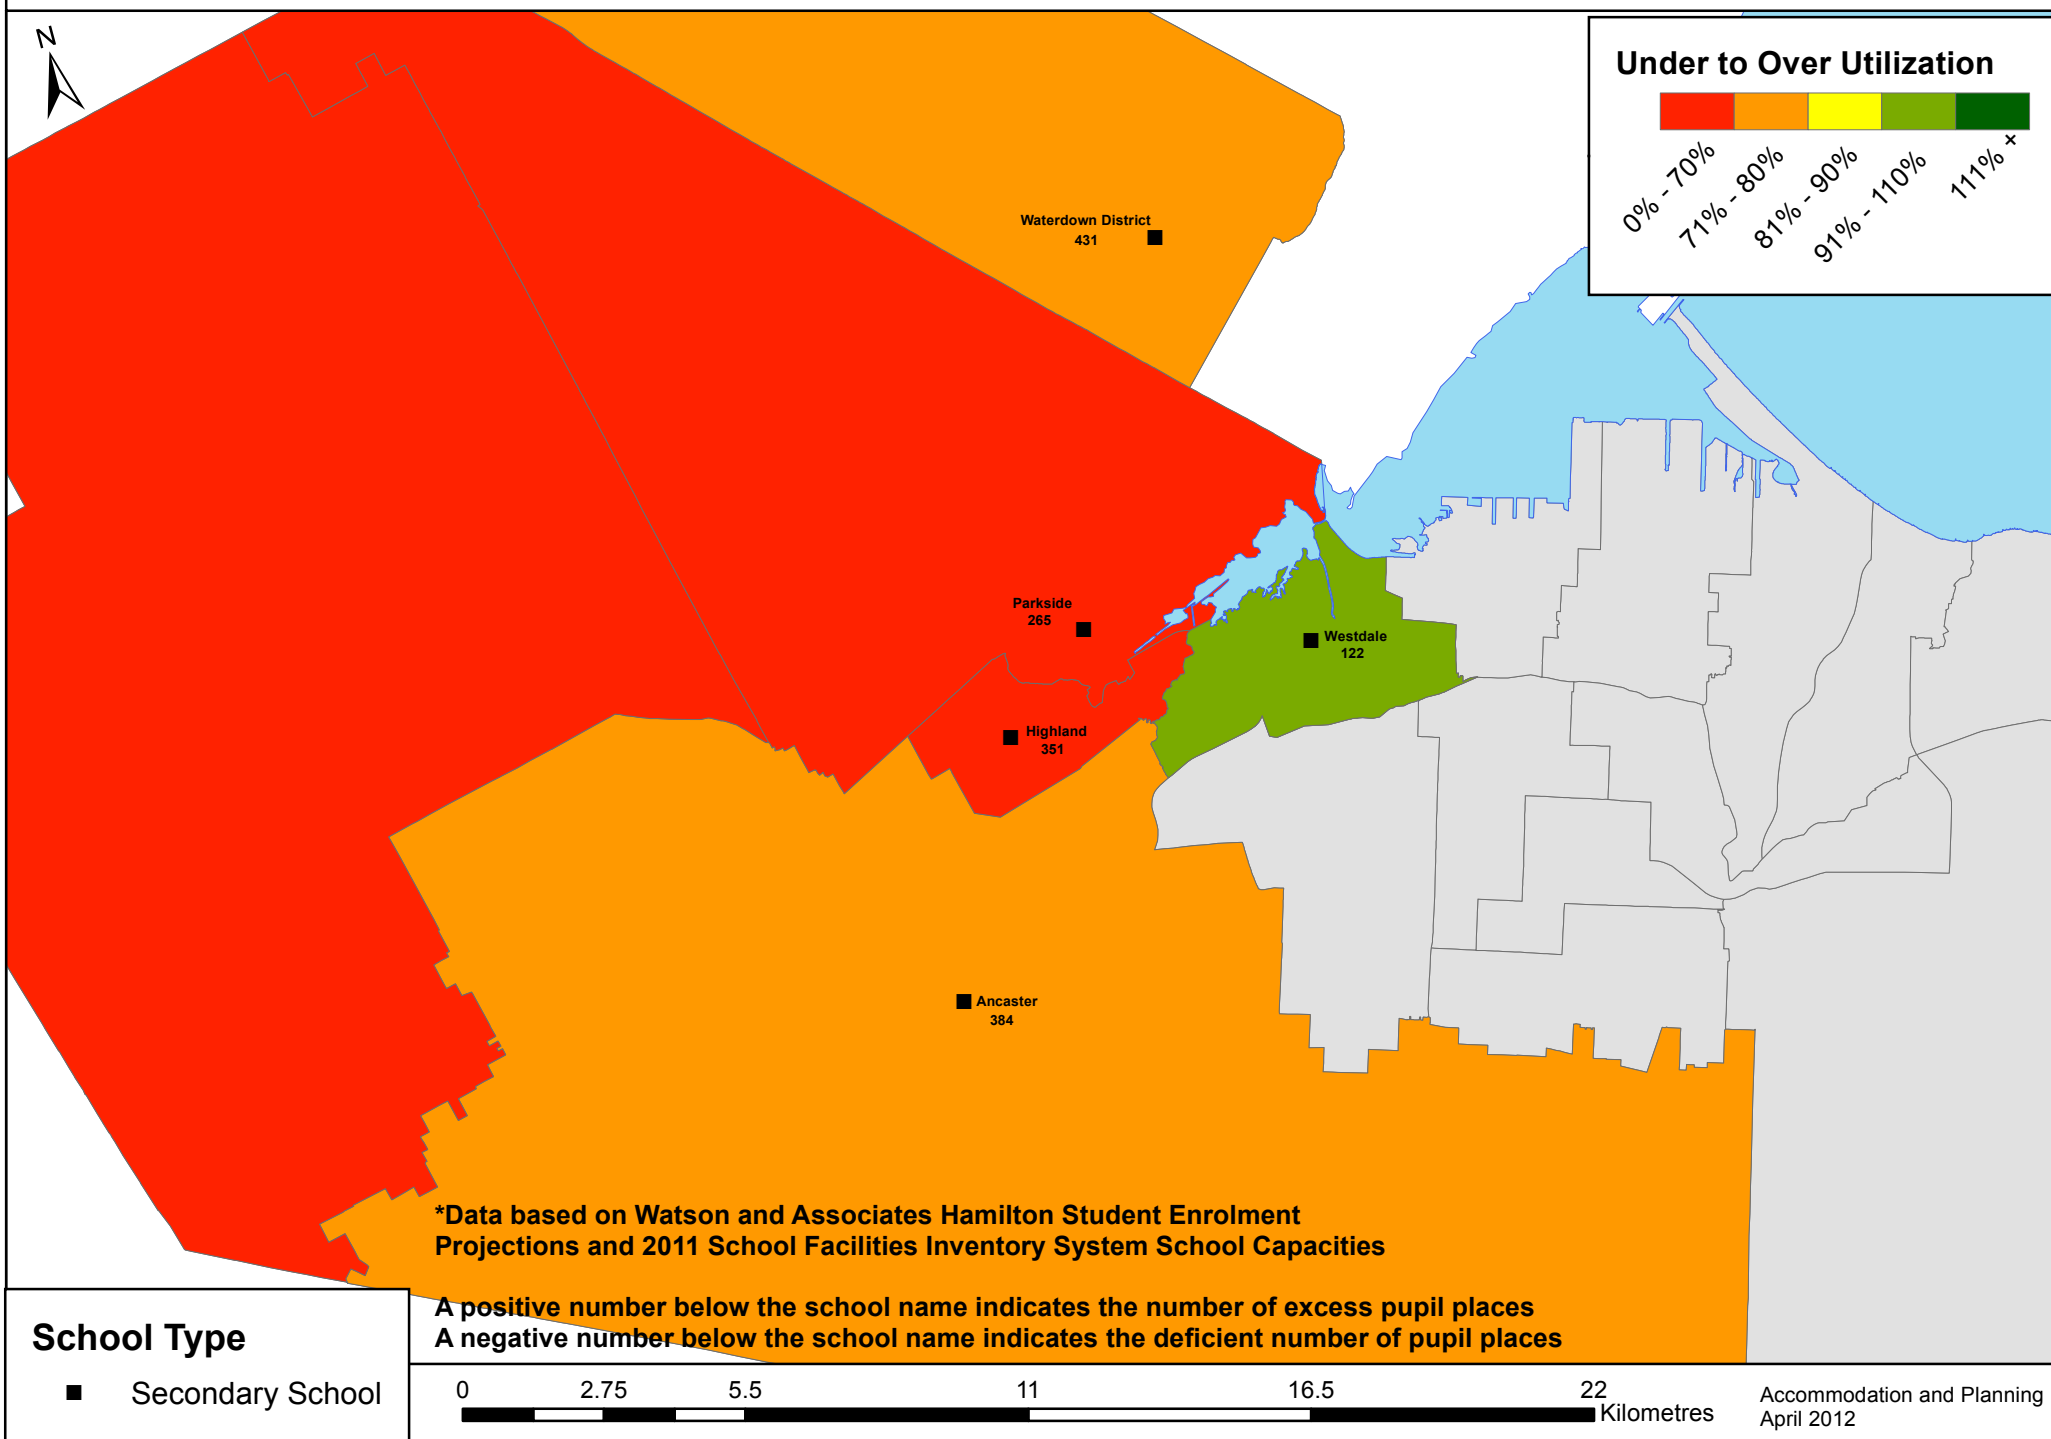 N
Under to Over Utilization
0% - 70%
71% - 80%
81% - 90%
91% - 110%
111% +
Waterdown District
431
Parkside
265
Westdale
122
Highland
351
Ancaster
384
*Data based on Watson and Associates Hamilton Student Enrolment
Projections and 2011 School Facilities Inventory System School Capacities
A positive number below the school name indicates the number of excess pupil places
A negative number below the school name indicates the deficient number of pupil places
School Type
Secondary School
0 2.75 5.5 11 16.5 22
Kilometres
Accommodation and Planning
April 2012